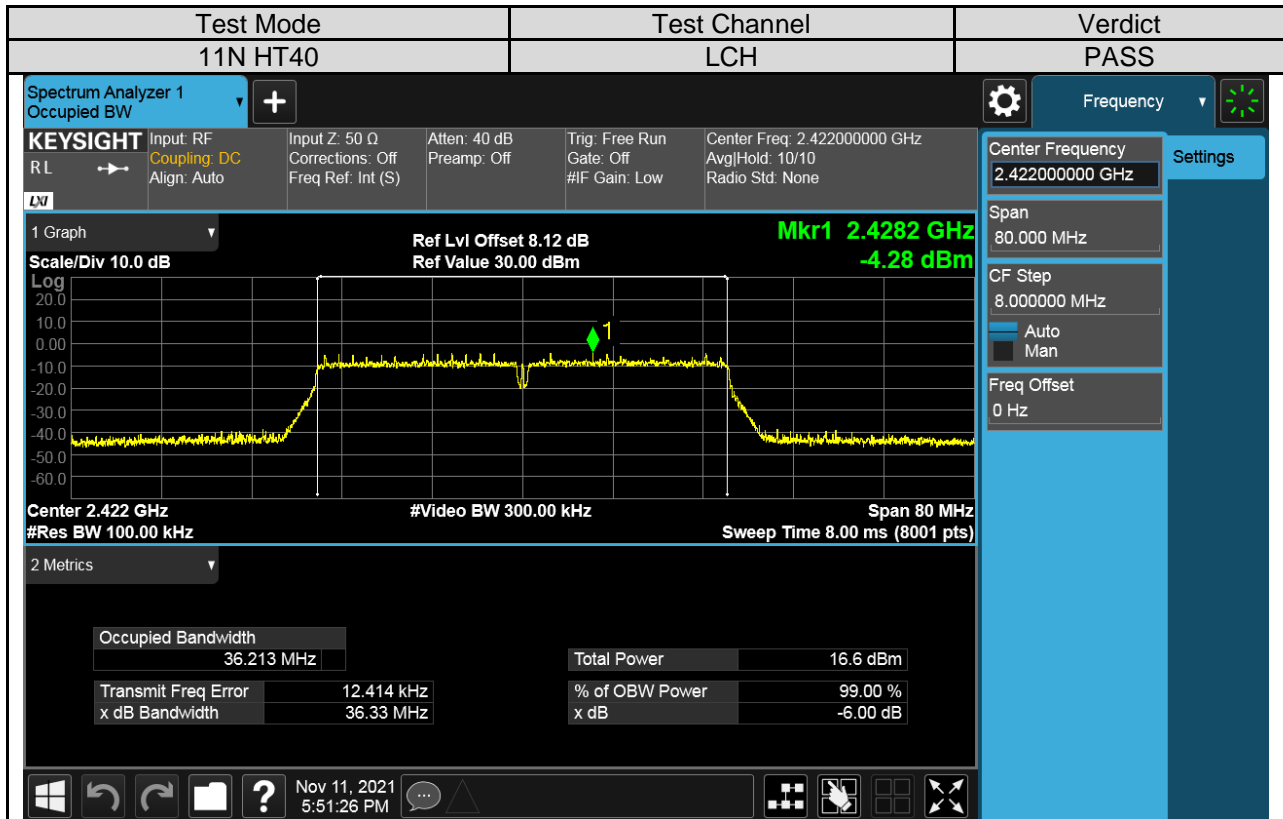 Test Mode Test Channel Verdict
11N HT40 LCH PASS
Spectrum Analyzer 1
Occupied BW
+
Frequency
KEYSIGHT Input: RF Input Z: 50 Ω Atten: 40 dB Trig: Free Run Center Freq: 2.422000000 GHz
RL Coupling: DC Corrections: Off Preamp: Off Gate: Off Avg|Hold: 10/10
Align: Auto Freq Ref: Int (S) #IF Gain: Low Radio Std: None
LXI
Center Frequency
2.422000000 GHz
Settings
Span
80.000 MHz
CF Step
8.000000 MHz
Auto
Man
Freq Offset
0 Hz
1 Graph
Ref Lvl Offset 8.12 dB Mkr1 2.4282 GHz
Scale/Div 10.0 dB Ref Value 30.00 dBm -4.28 dBm
Log
20.0
10.0
0.00
-10.0
-20.0
-30.0
-40.0
-50.0
-60.0
1
Center 2.422 GHz #Video BW 300.00 kHz Span 80 MHz
#Res BW 100.00 kHz Sweep Time 8.00 ms (8001 pts)
2 Metrics
Occupied Bandwidth
36.213 MHz Total Power 16.6 dBm
Transmit Freq Error 12.414 kHz % of OBW Power 99.00 %
x dB Bandwidth 36.33 MHz x dB -6.00 dB
? Nov 11, 2021
5:51:26 PM